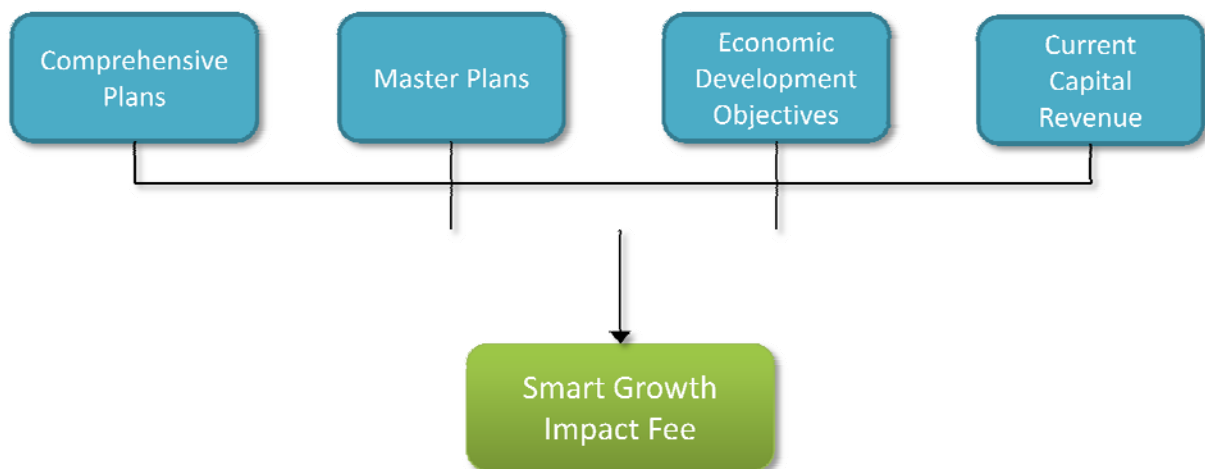 Comprehensive
Plans
Master Plans
Economic
Development
Objectives
Current
Capital
Revenue
Smart Growth
Impact Fee